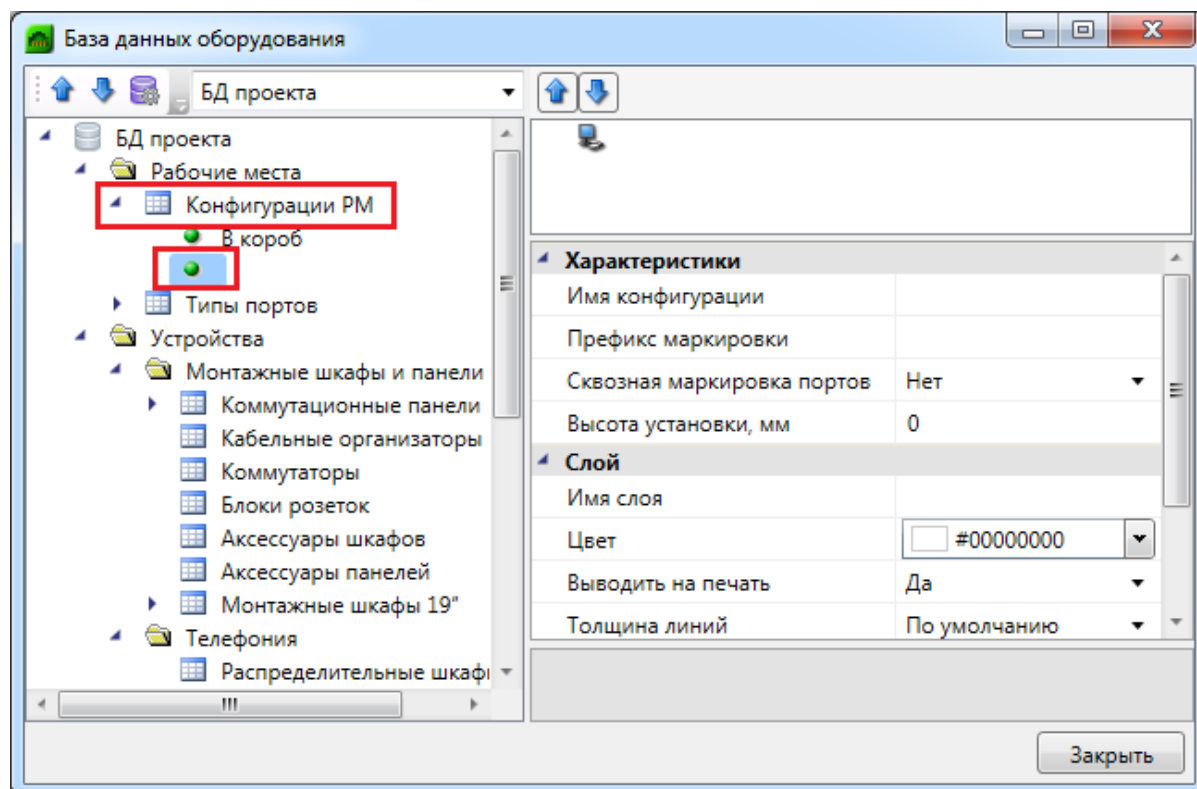 База данных оборудования
БД проекта
БД проекта
Рабочие места
Конфигурации РМ
В короб
Типы портов
Устройства
Монтажные шкафы и панели
Коммутационные панели
Кабельные организаторы
Коммутаторы
Блоки розеток
Аксессуары шкафов
Аксессуары панелей
Монтажные шкафы 19"
Телефония
Распределительные шкафы
Характеристики
Имя конфигурации
Префикс маркировки
Сквозная маркировка портов Нет
Высота установки, мм 0
Слой
Имя слоя
Цвет #00000000
Выводить на печать Да
Толщина линий По умолчанию
Закрыть